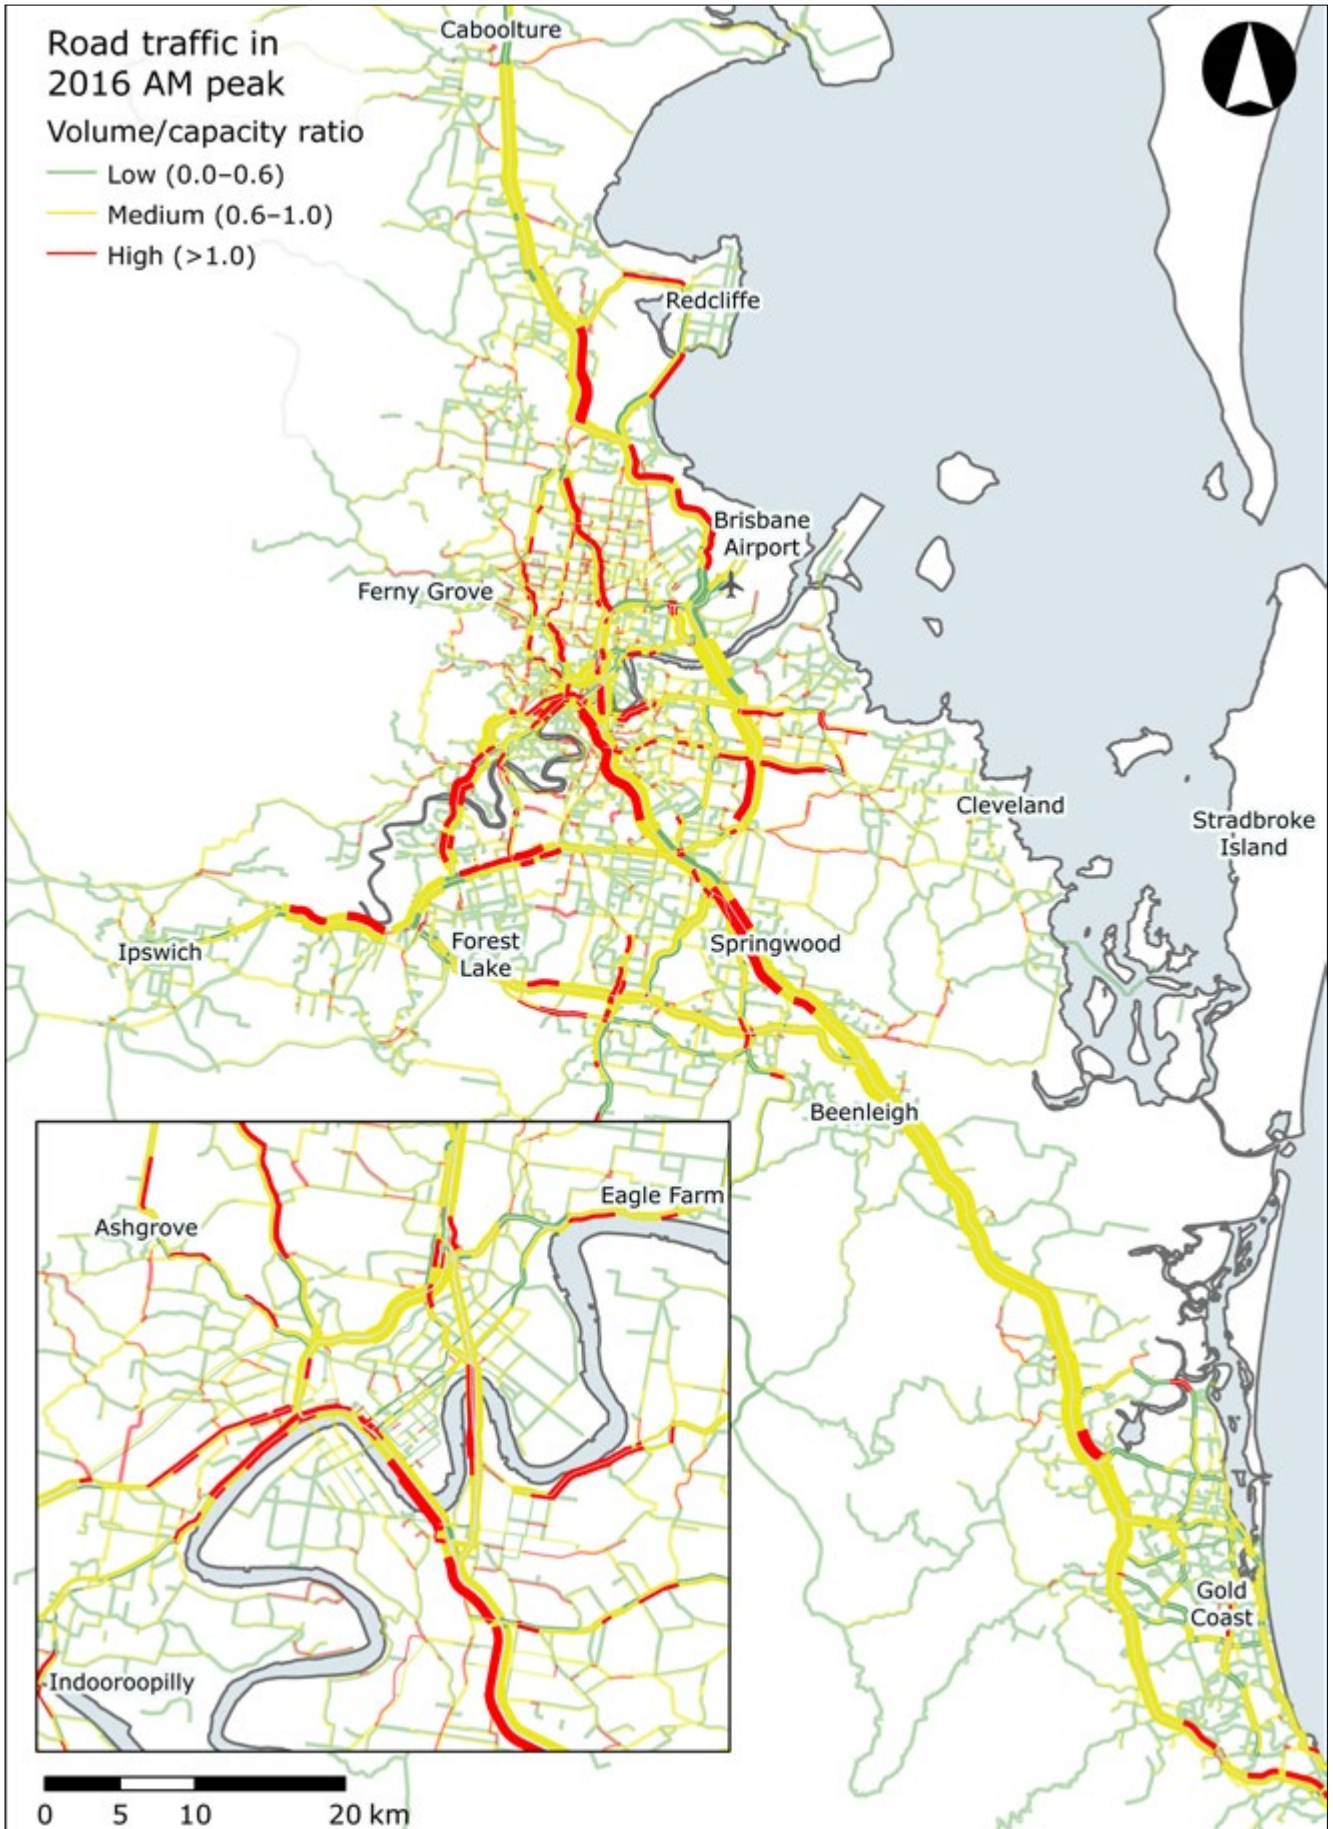 Road traffic in
2016 AM peak
Volume/capacity ratio
Low (0.0–0.6)
Medium (0.6–1.0)
High (>1.0)
Caboolture
Redcliffe
Brisbane
Airport
Ferny Grove
Cleveland
Stradbroke
Island
Ipswich
Forest
Lake
Springwood
Beenleigh
Eagle Farm
Ashgrove
Indooroopilly
Gold
Coast
0 5 10 20 km